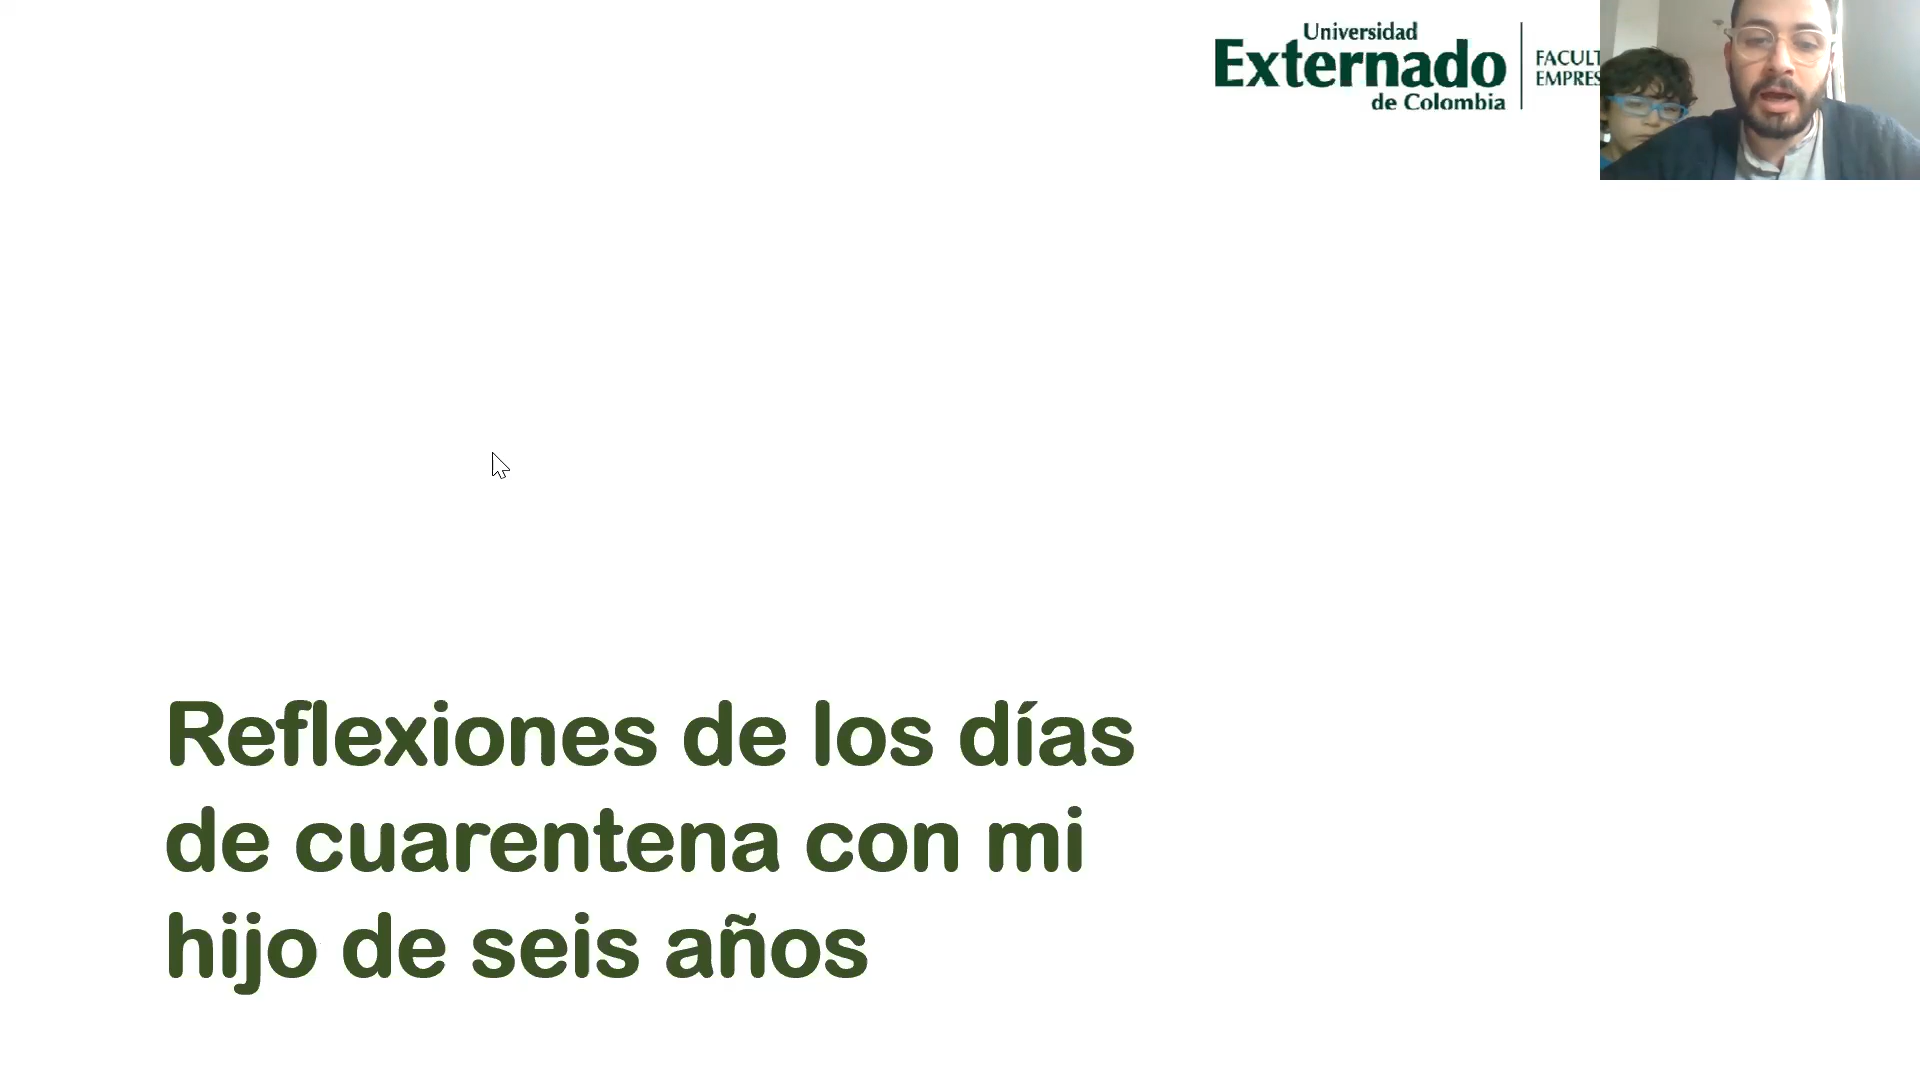 Universidad
Externado
de Colombia
Reflexiones de los días
de cuarentena con mi
hijo de seis años